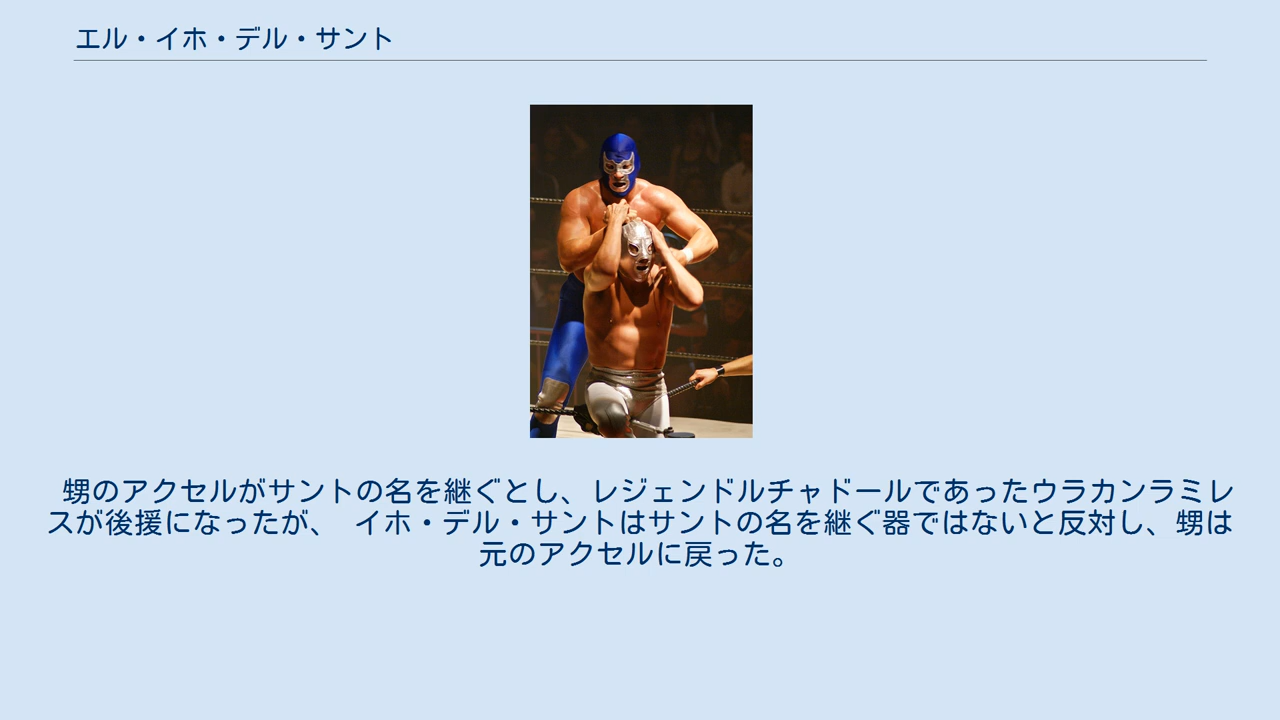 エル・イホ・デル・サント
甥のアクセルがサントの名を継ぐとし、レジェンドルチャドールであったウラカンラミレ
スが後援になったが、 イホ・デル・サントはサントの名を継ぐ器ではないと反対し、甥は
元のアクセルに戻った。